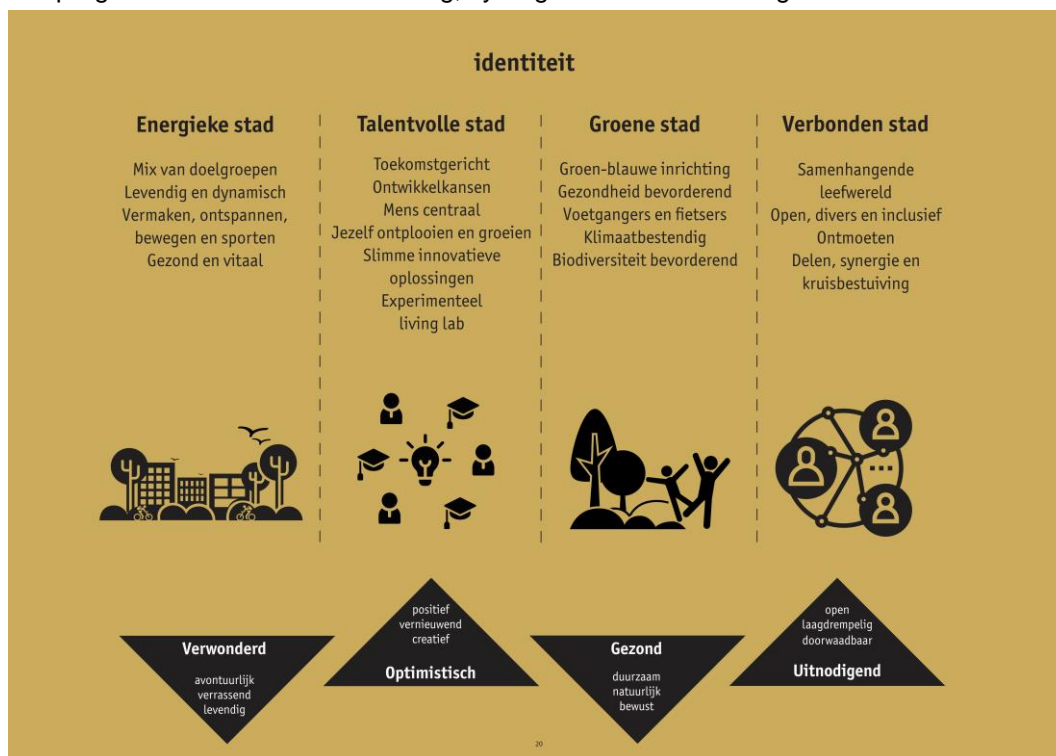 identiteit
Energieke stad
Mix van doelgroepen
Levendig en dynamisch
Vermaken, ontspannen,
bewegen en sporten
Gezond en vitaal
Talentvolle stad
Toekomstgericht
Ontwikkelkansen
Mens centraal
Jezelf ontplooien en groeien
Slimme innovatieve
oplossingen
Experimenteel
living lab
Groene stad
Groen-blauwe inrichting
Gezondheid bevorderend
Voetgangers en fietsers
Klimaatbestendig
Biodiversiteit bevorderend
Verbonden stad
Samenhangende
leefwereld
Open, divers en inclusief
Ontmoeten
Delen, synergie en
kruisbestuiving
Verwonderd
avontuurlijk
verrassend
levendig
positief
vernieuwend
creatief
Optimistisch
Gezond
duurzaam
natuurlijk
bewust
open
laagdrempelig
doorwaadbaar
Uitnodigend
20